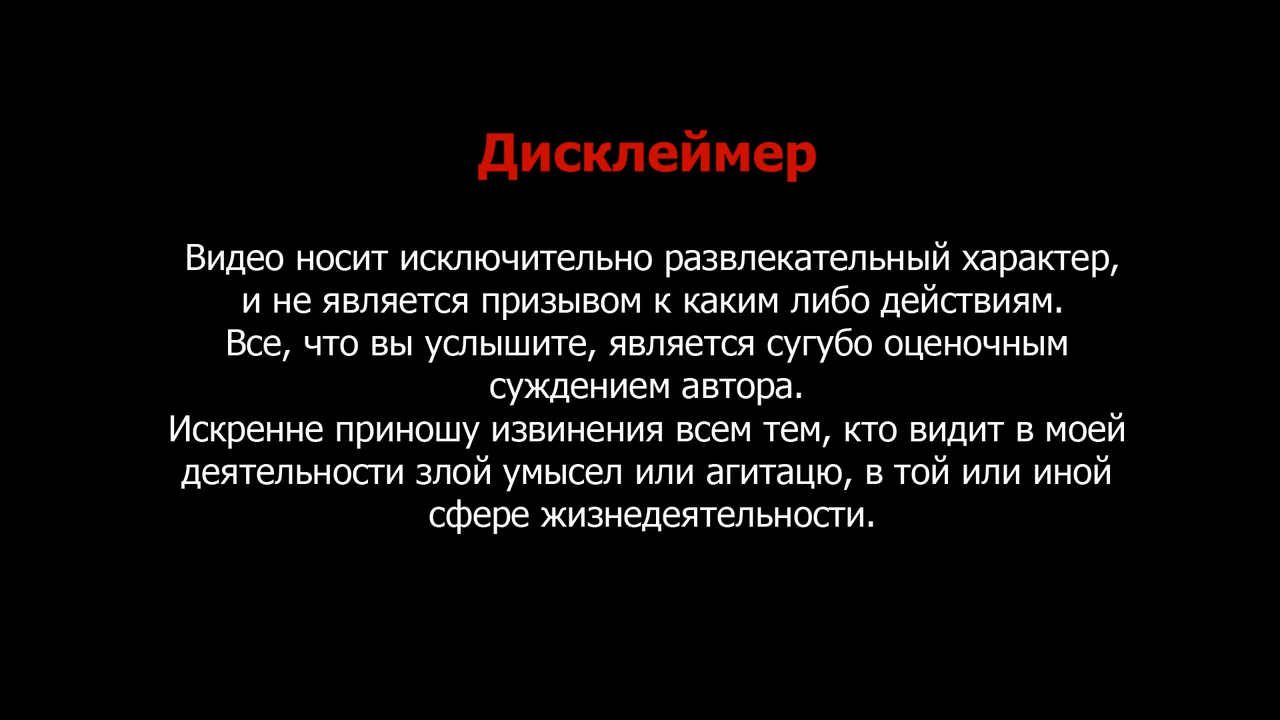 Дисклеймер
Видео носит исключительно развлекательный характер,
и не является призывом к каким либо действиям.
Все, что вы услышите, является сугубо оценочным
суждением автора.
Искренне приношу извинения всем тем, кто видит в моей
деятельности злой умысел или агитацю, в той или иной
сфере жизнедеятельности.